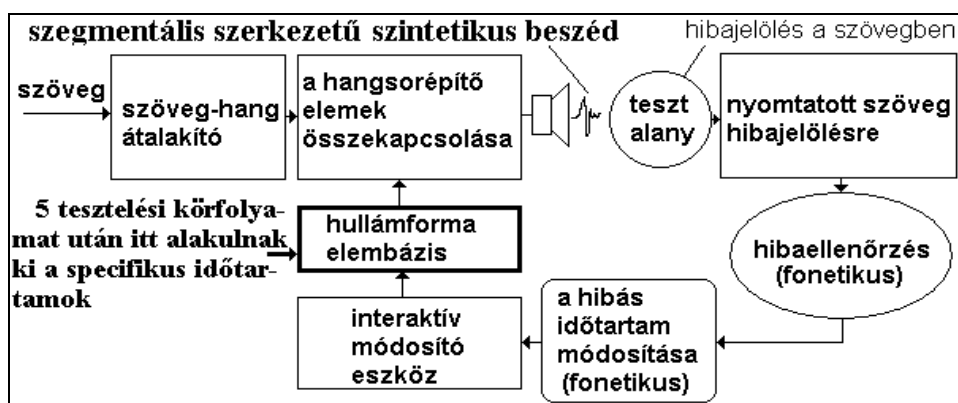 szegmentális szerkezetű szintetikus beszéd
hibajelölés a szövegben
szöveg
szöveg-hang
átalakító
a hangsorépítő
elemek
összekapcsolása
teszt
alany
nyomtatott szöveg
hibajelölésre
5 tesztelési körfolya-
mat után itt alakulnak
ki a specifikus időtar-
tamok
hullámforma
elembázis
hibaellenőrzés
(fonetikus)
interaktív
módosító
eszköz
a hibás
időtartam
módosítása
(fonetikus)